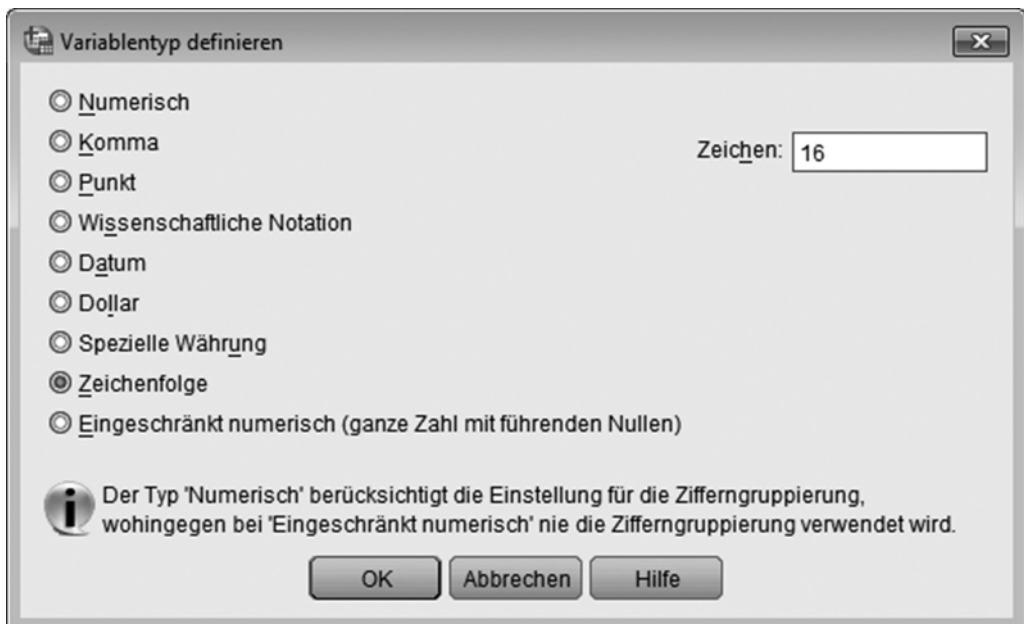 Variablentyp definieren
Numerisch
Komma
Zeichen: 16
Punkt
Wissenschaftliche Notation
Datum
Dollar
Spezielle Währung
Zeichenfolge
Eingeschränkt numerisch (ganze Zahl mit führenden Nullen)
Der Typ 'Numerisch' berücksichtigt die Einstellung für die Zifferngruppierung,
wohingegen bei 'Eingeschränkt numerisch' nie die Zifferngruppierung verwendet wird.
OK Abbrechen Hilfe